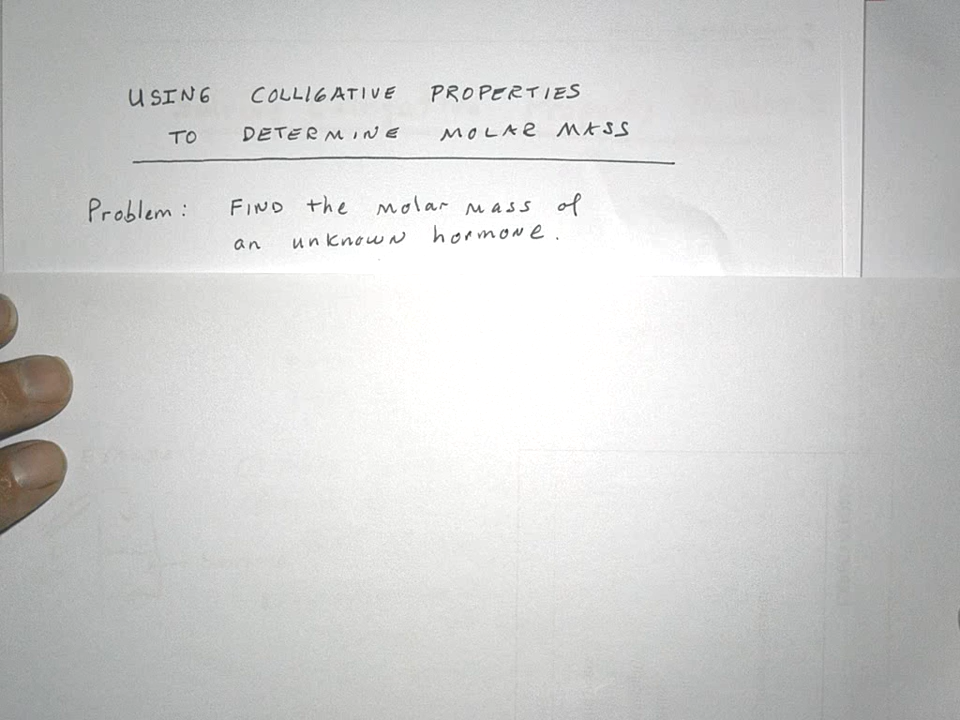 USING COLLIGATIVE PROPERTIES
TO DETERMINE MOLAR MASS
Problem: FIND the molar mass of
an unknown hormone.